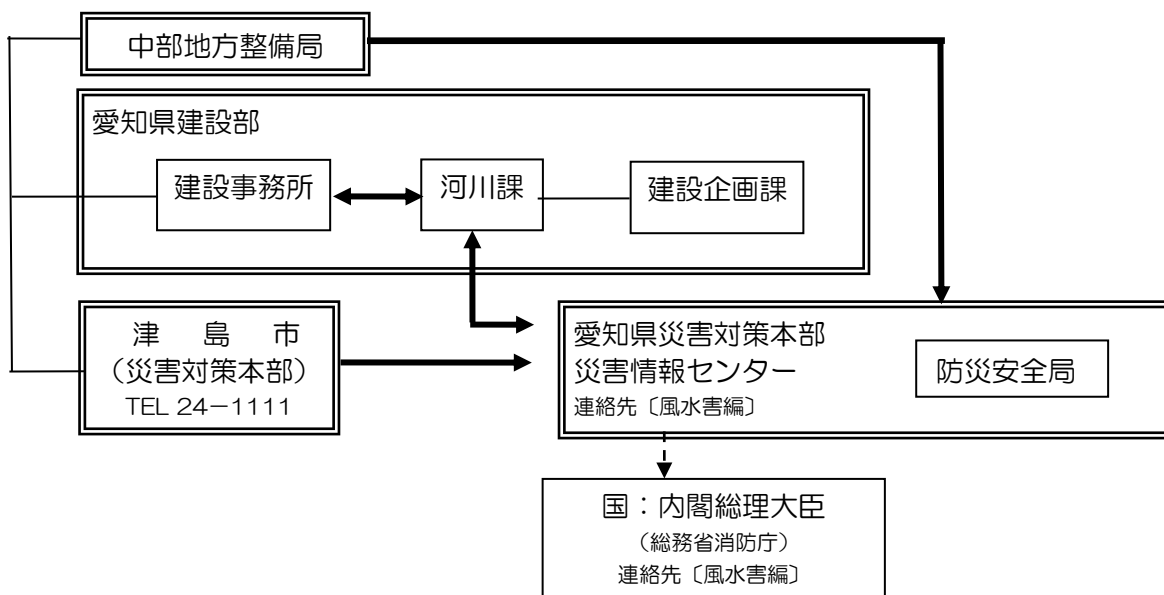 中部地方整備局
愛知県建設部
建設事務所
河川課
建設企画課
津 島 市
(災害対策本部)
TEL 24-1111
愛知県災害対策本部
災害情報センター
連絡先〔風水害編〕
防災安全局
国：内閣総理大臣
(総務省消防庁)
連絡先〔風水害編〕